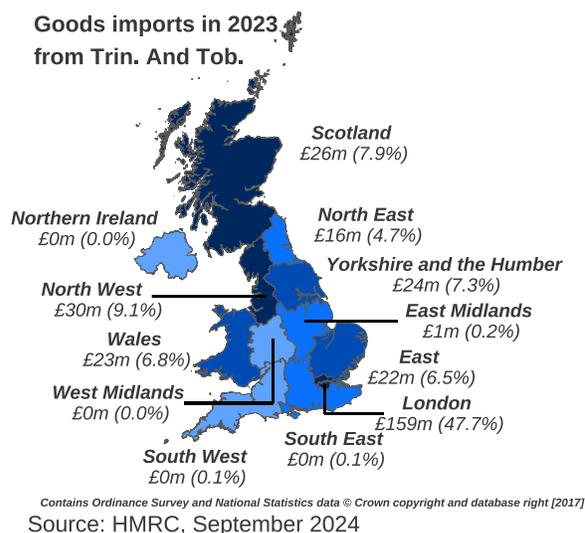 Goods imports in 2023
from Trin. And Tob.
Scotland
£26m (7.9%)
Northern Ireland
£0m (0.0%)
North East
£16m (4.7%)
Yorkshire and the Humber
£24m (7.3%)
North West
£30m (9.1%)
East Midlands
£1m (0.2%)
Wales
£23m (6.8%)
East
£22m (6.5%)
West Midlands
£0m (0.0%)
London
£159m (47.7%)
South East
£0m (0.1%)
South West
£0m (0.1%)
Contains Ordinance Survey and National Statistics data © Crown copyright and database right [2017]
Source: HMRC, September 2024